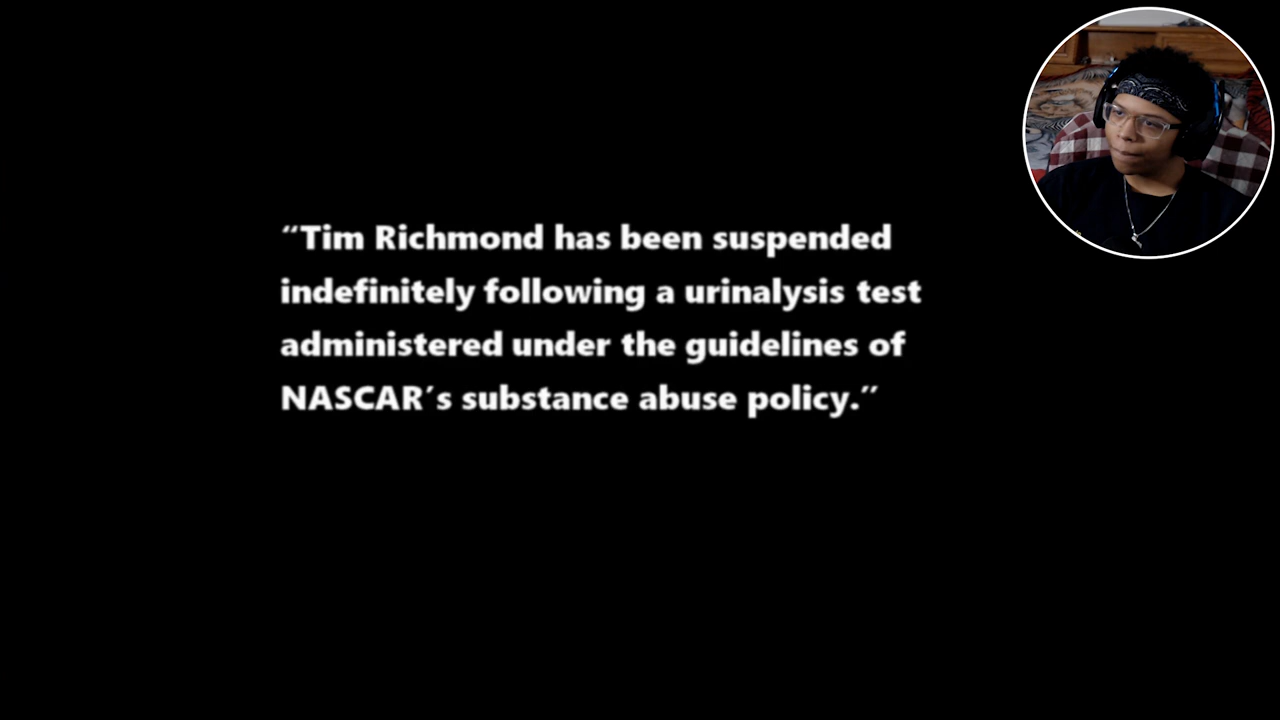 “Tim Richmond has been suspended
indefinitely following a urinalysis test
administered under the guidelines of
NASCAR′s substance abuse policy.”